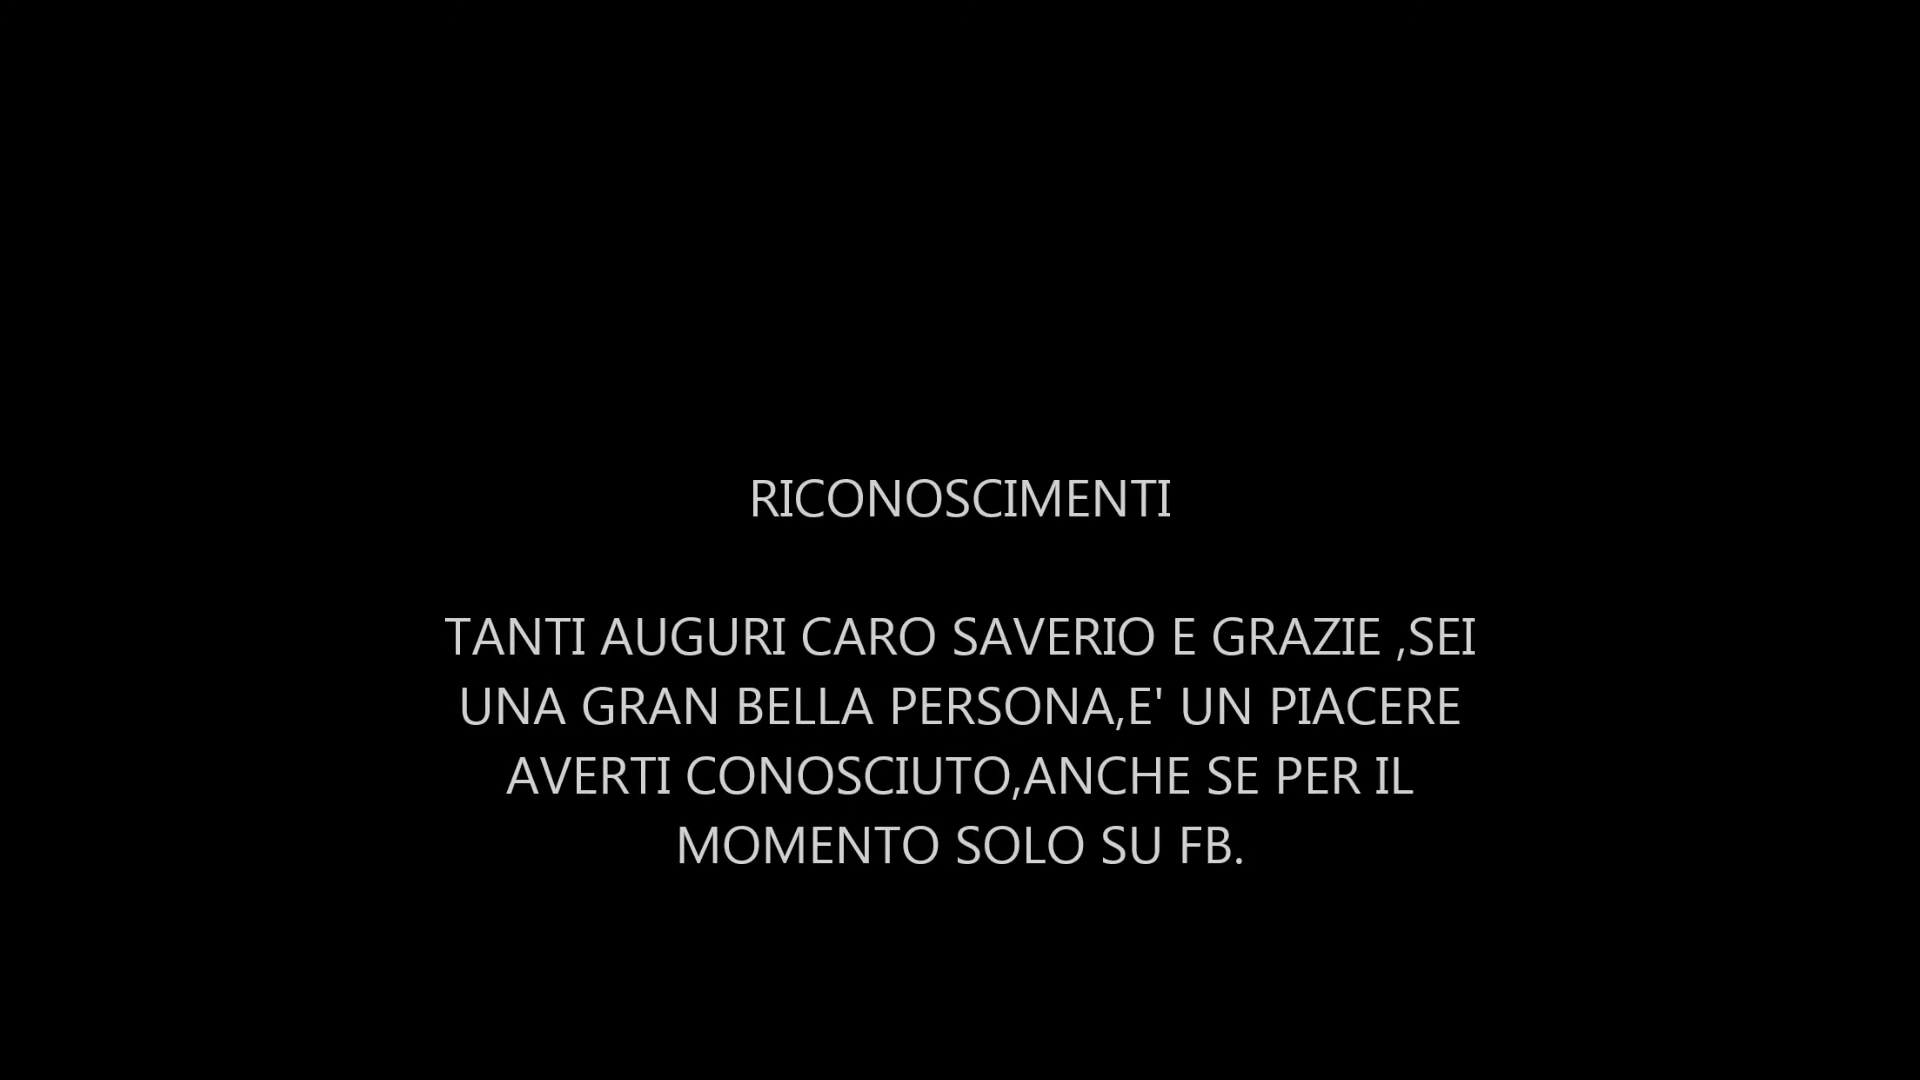 RICONOSCIMENTI
TANTI AUGURI CARO SAVERIO E GRAZIE ,SEI
UNA GRAN BELLA PERSONA,E' UN PIACERE
AVERTI CONOSCIUTO,ANCHE SE PER IL
MOMENTO SOLO SU FB.